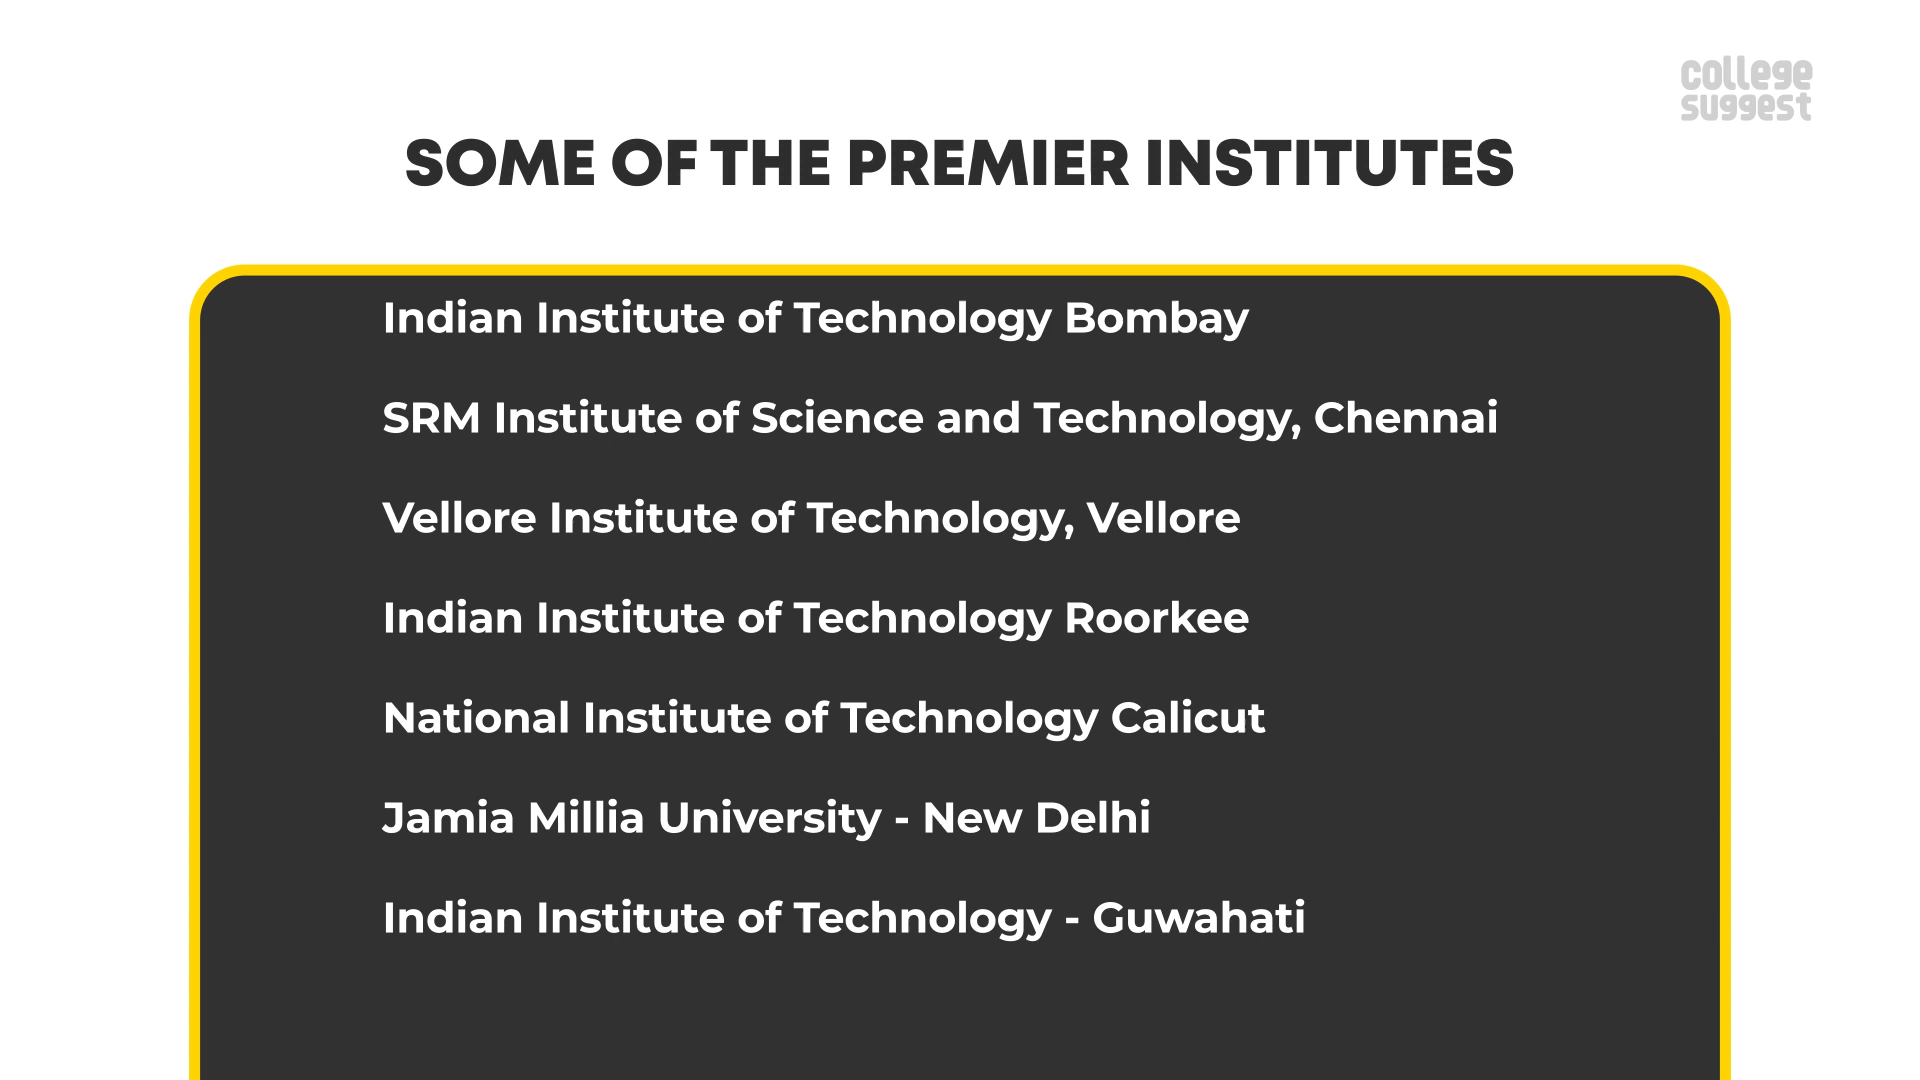 college
suggest
SOME OF THE PREMIER INSTITUTES
Indian Institute of Technology Bombay
SRM Institute of Science and Technology, Chennai
Vellore Institute of Technology, Vellore
Indian Institute of Technology Roorkee
National Institute of Technology Calicut
Jamia Millia University - New Delhi
Indian Institute of Technology - Guwahati